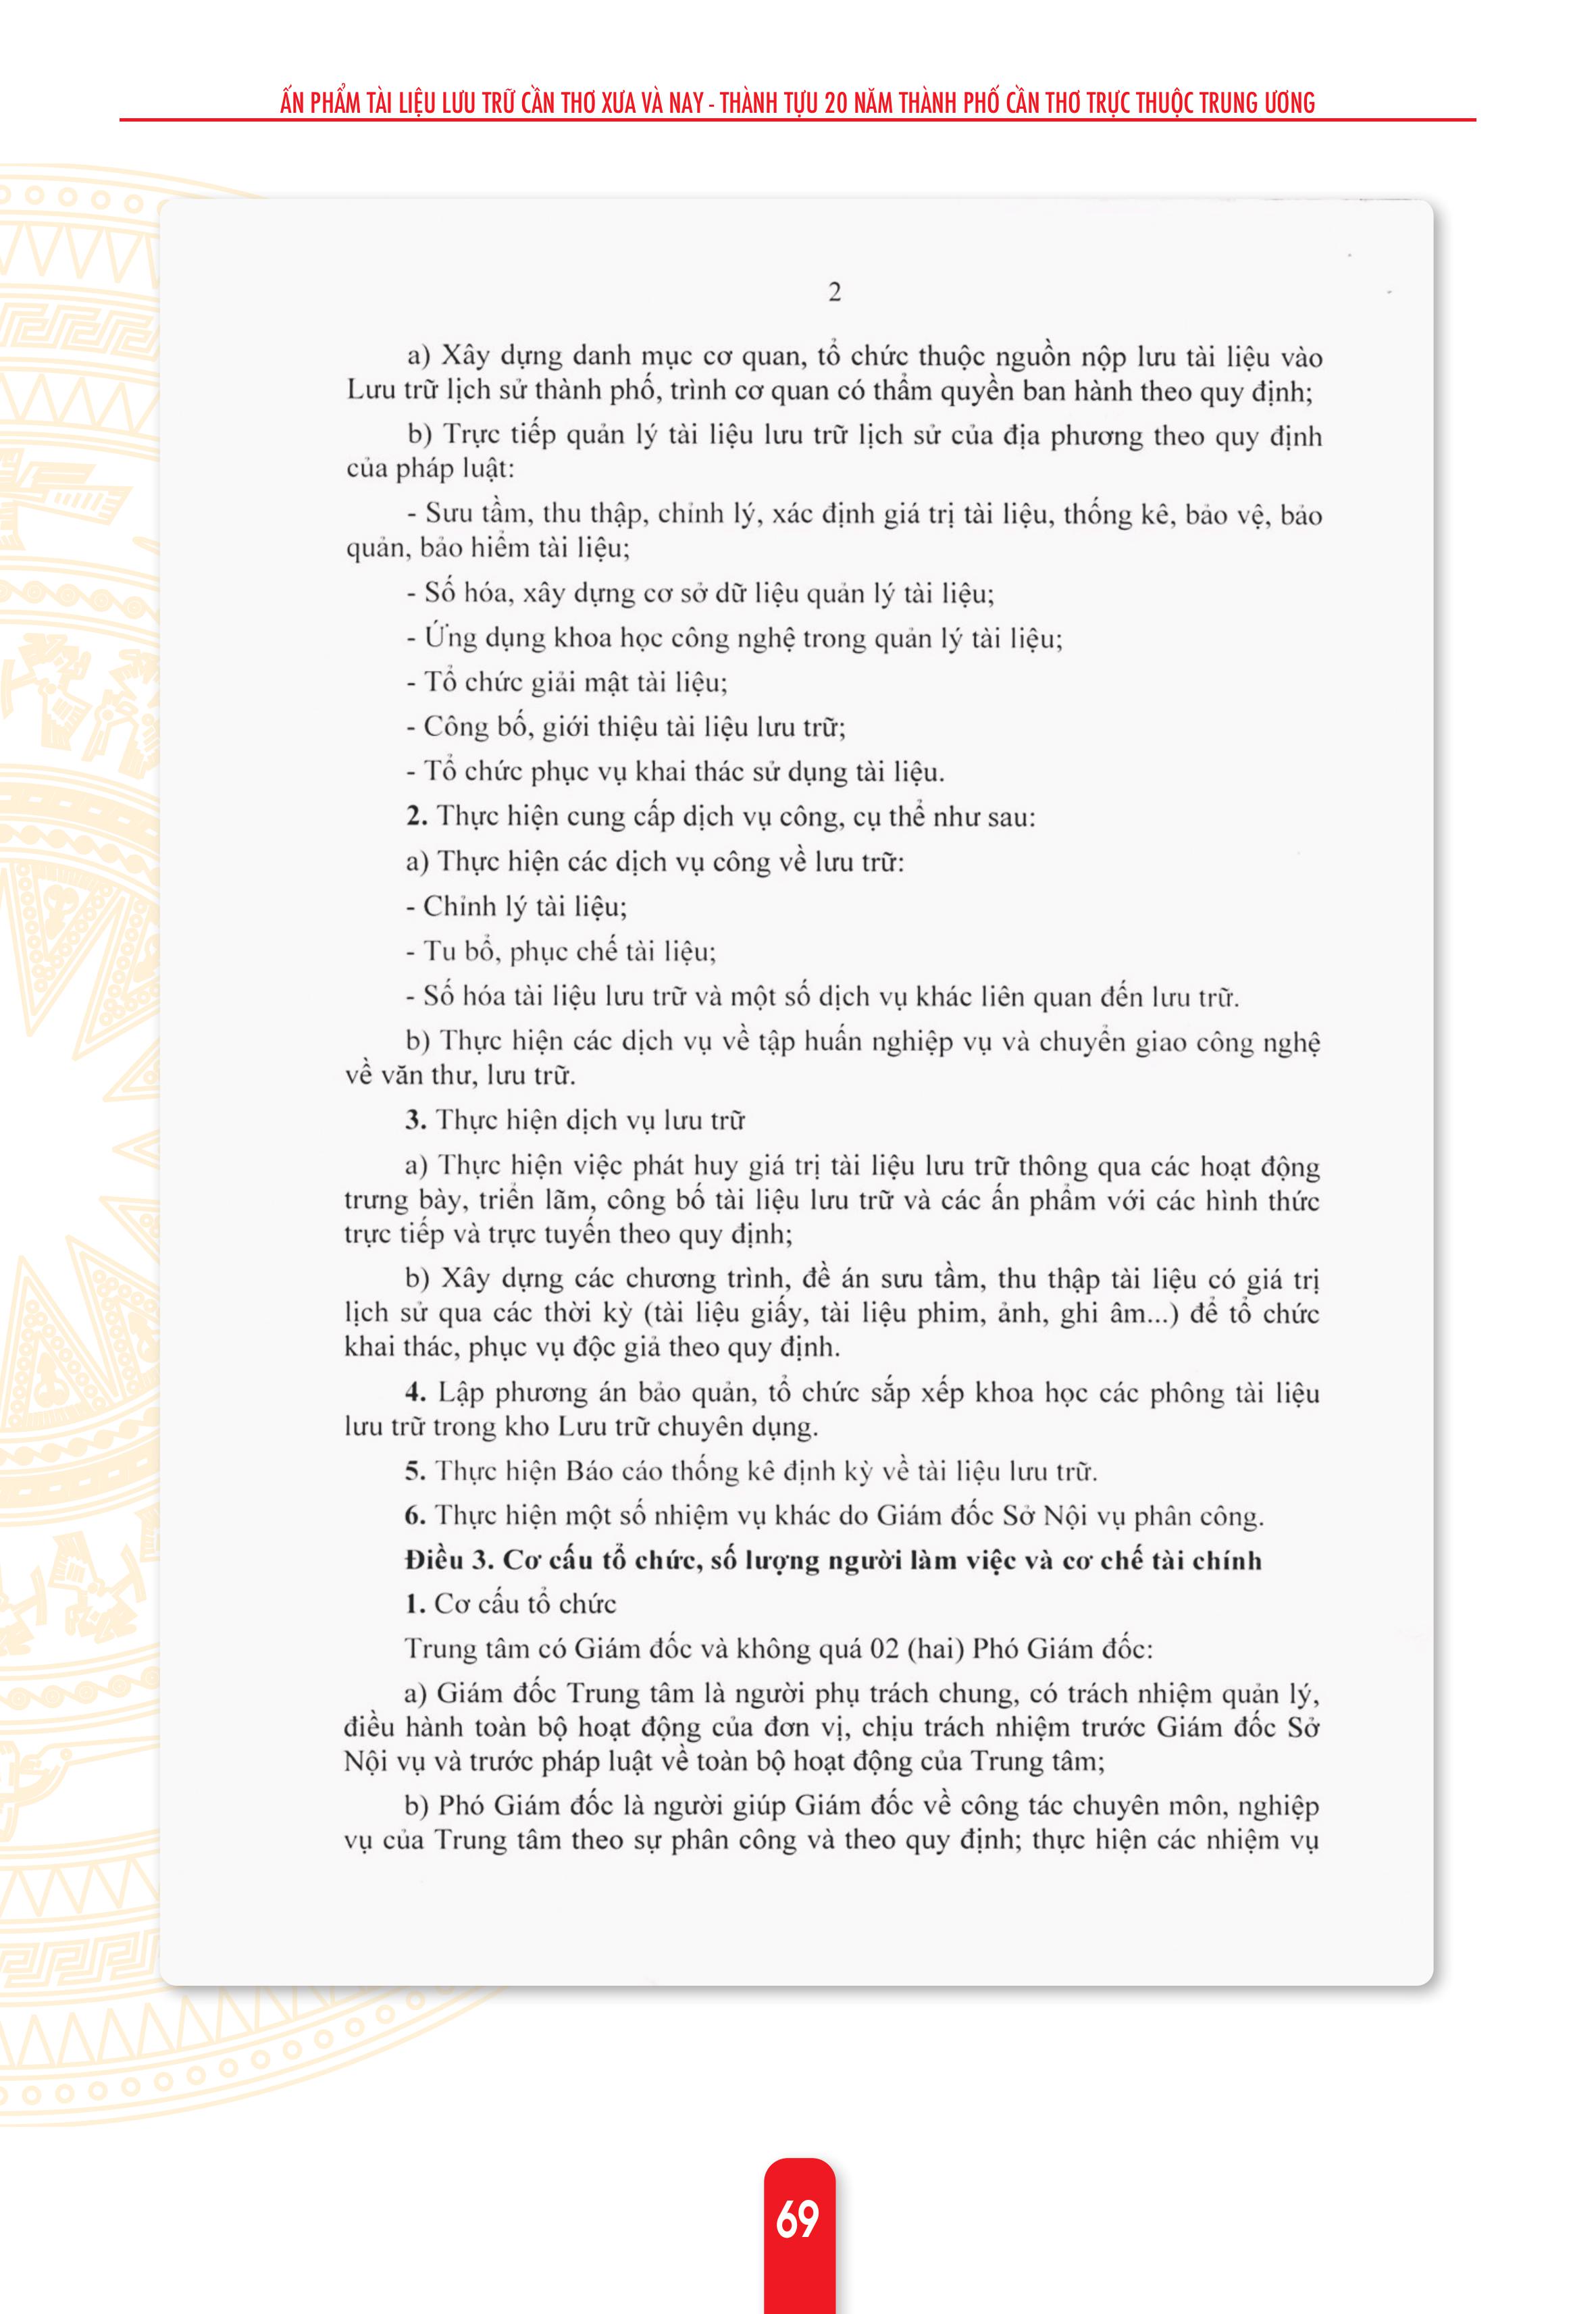 ẤN PHẨM TÀI LIỆU LƯU TRỮ CẦN THƠ XƯA VÀ NAY - THÀNH TỰU 20 NĂM THÀNH PHỐ CẦN THƠ TRỰC THUỘC TRUNG ƯƠNG
2
a) Xây dựng danh mục cơ quan, tổ chức thuộc nguồn nộp lưu tài liệu vào
Lưu trữ lịch sử thành phố, trình cơ quan có thẩm quyền ban hành theo quy định;
b) Trực tiếp quản lý tài liệu lưu trữ lịch sử của địa phương theo quy định
của pháp luật:
- Sưu tầm, thu thập, chỉnh lý, xác định giá trị tài liệu, thống kê, bảo vệ, bảo
quản, bảo hiểm tài liệu;
- Số hóa, xây dựng cơ sở dữ liệu quản lý tài liệu;
- Ứng dụng khoa học công nghệ trong quản lý tài liệu;
- Tổ chức giải mật tài liệu;
- Công bố, giới thiệu tài liệu lưu trữ;
- Tổ chức phục vụ khai thác sử dụng tài liệu.
2. Thực hiện cung cấp dịch vụ công, cụ thể như sau:
a) Thực hiện các dịch vụ công về lưu trữ:
- Chỉnh lý tài liệu;
- Tu bổ, phục chế tài liệu;
- Số hóa tài liệu lưu trữ và một số dịch vụ khác liên quan đến lưu trữ.
b) Thực hiện các dịch vụ về tập huấn nghiệp vụ và chuyển giao công nghệ
về văn thư, lưu trữ.
3. Thực hiện dịch vụ lưu trữ
a) Thực hiện việc phát huy giá trị tài liệu lưu trữ thông qua các hoạt động
trưng bày, triển lãm, công bố tài liệu lưu trữ và các ấn phẩm với các hình thức
trực tiếp và trực tuyến theo quy định;
b) Xây dựng các chương trình, đề án sưu tầm, thu thập tài liệu có giá trị
lịch sử qua các thời kỳ (tài liệu giấy, tài liệu phim, ảnh, ghi âm...) để tổ chức
khai thác, phục vụ độc giả theo quy định.
4. Lập phương án bảo quản, tổ chức sắp xếp khoa học các phông tài liệu
lưu trữ trong kho Lưu trữ chuyên dụng.
5. Thực hiện Báo cáo thống kê định kỳ về tài liệu lưu trữ.
6. Thực hiện một số nhiệm vụ khác do Giám đốc Sở Nội vụ phân công.
Điều 3. Cơ cấu tổ chức, số lượng người làm việc và cơ chế tài chính
1. Cơ cấu tổ chức
Trung tâm có Giám đốc và không quá 02 (hai) Phó Giám đốc:
a) Giám đốc Trung tâm là người phụ trách chung, có trách nhiệm quản lý,
điều hành toàn bộ hoạt động của đơn vị, chịu trách nhiệm trước Giám đốc Sở
Nội vụ và trước pháp luật về toàn bộ hoạt động của Trung tâm;
b) Phó Giám đốc là người giúp Giám đốc về công tác chuyên môn, nghiệp
vụ của Trung tâm theo sự phân công và theo quy định; thực hiện các nhiệm vụ
69